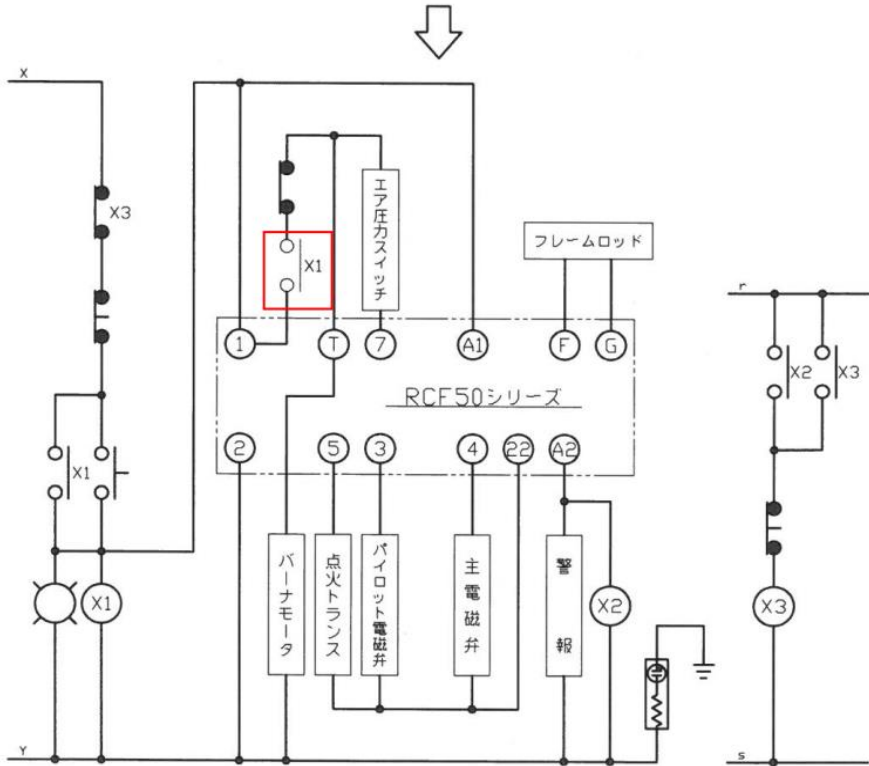 X
X3
X1
エア圧力スイッチ
フレームロッド
r
1
T
7
A1
F
G
X2
X3
RCF50シリーズ
X1
2
5
3
4
22
A2
バーナモータ
点火トランス
パイロット電磁弁
主電磁弁
警報
X1
X2
X3
Y
s